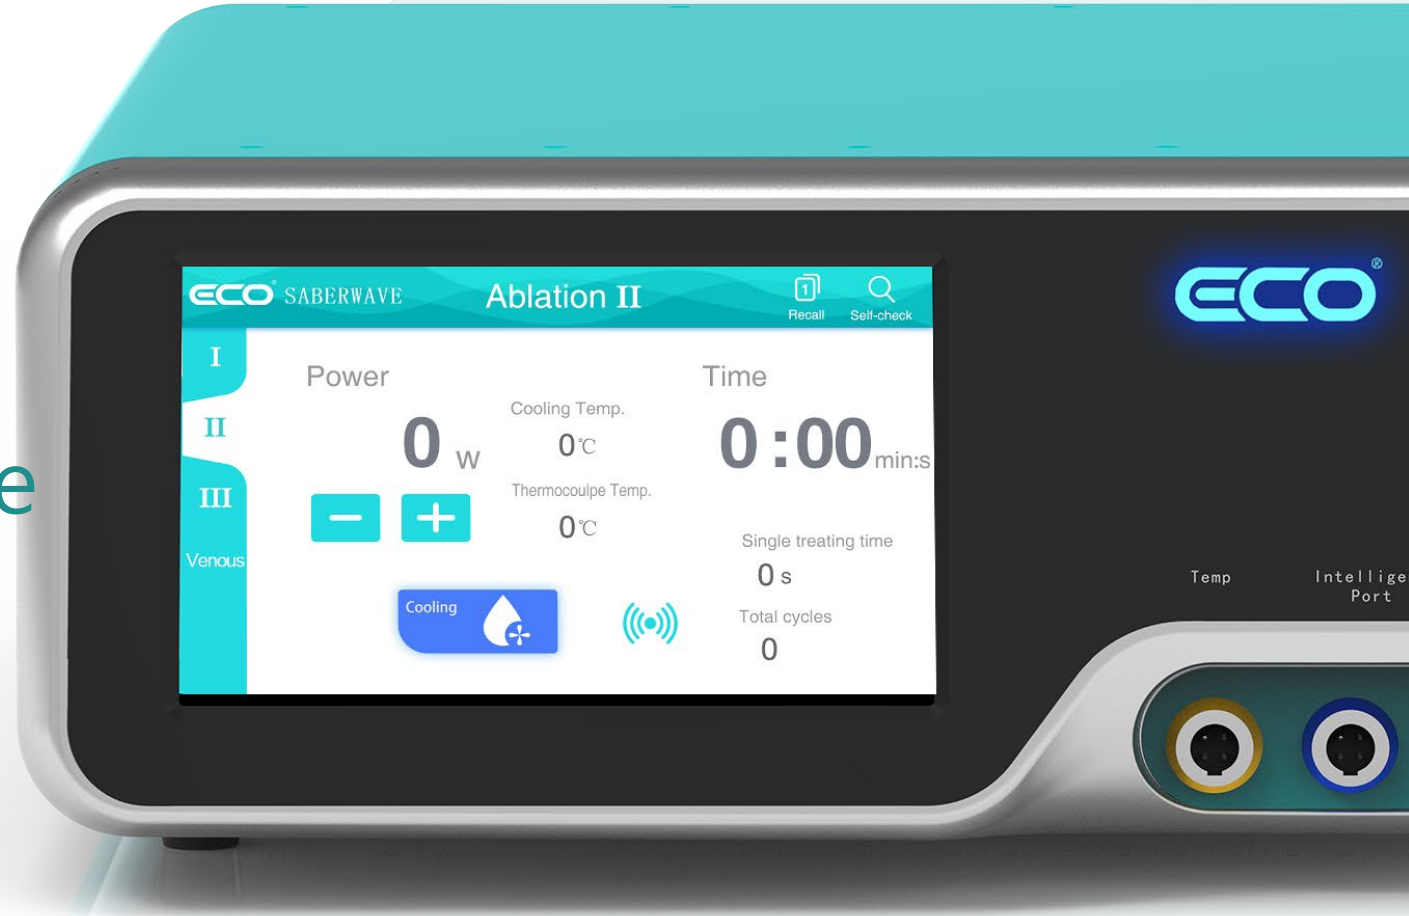 ECO SABERWAVE
Ablation II
1
Recall
Self-check
I
II
III
Venous
Power
0 w
Cooling Temp.
0℃
Thermocoulpe Temp.
0℃
Time
0:00 min:s
Single treating time
0 s
Total cycles
0
Cooling
ECO®
Temp
Intellige
Port
e